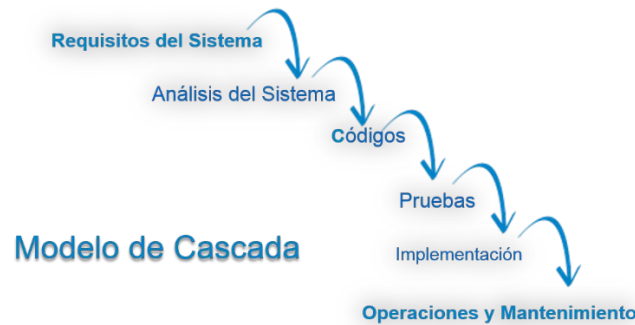 Requisitos del Sistema
Análisis del Sistema
Códigos
Pruebas
Modelo de Cascada
Implementación
Operaciones y Mantenimiento